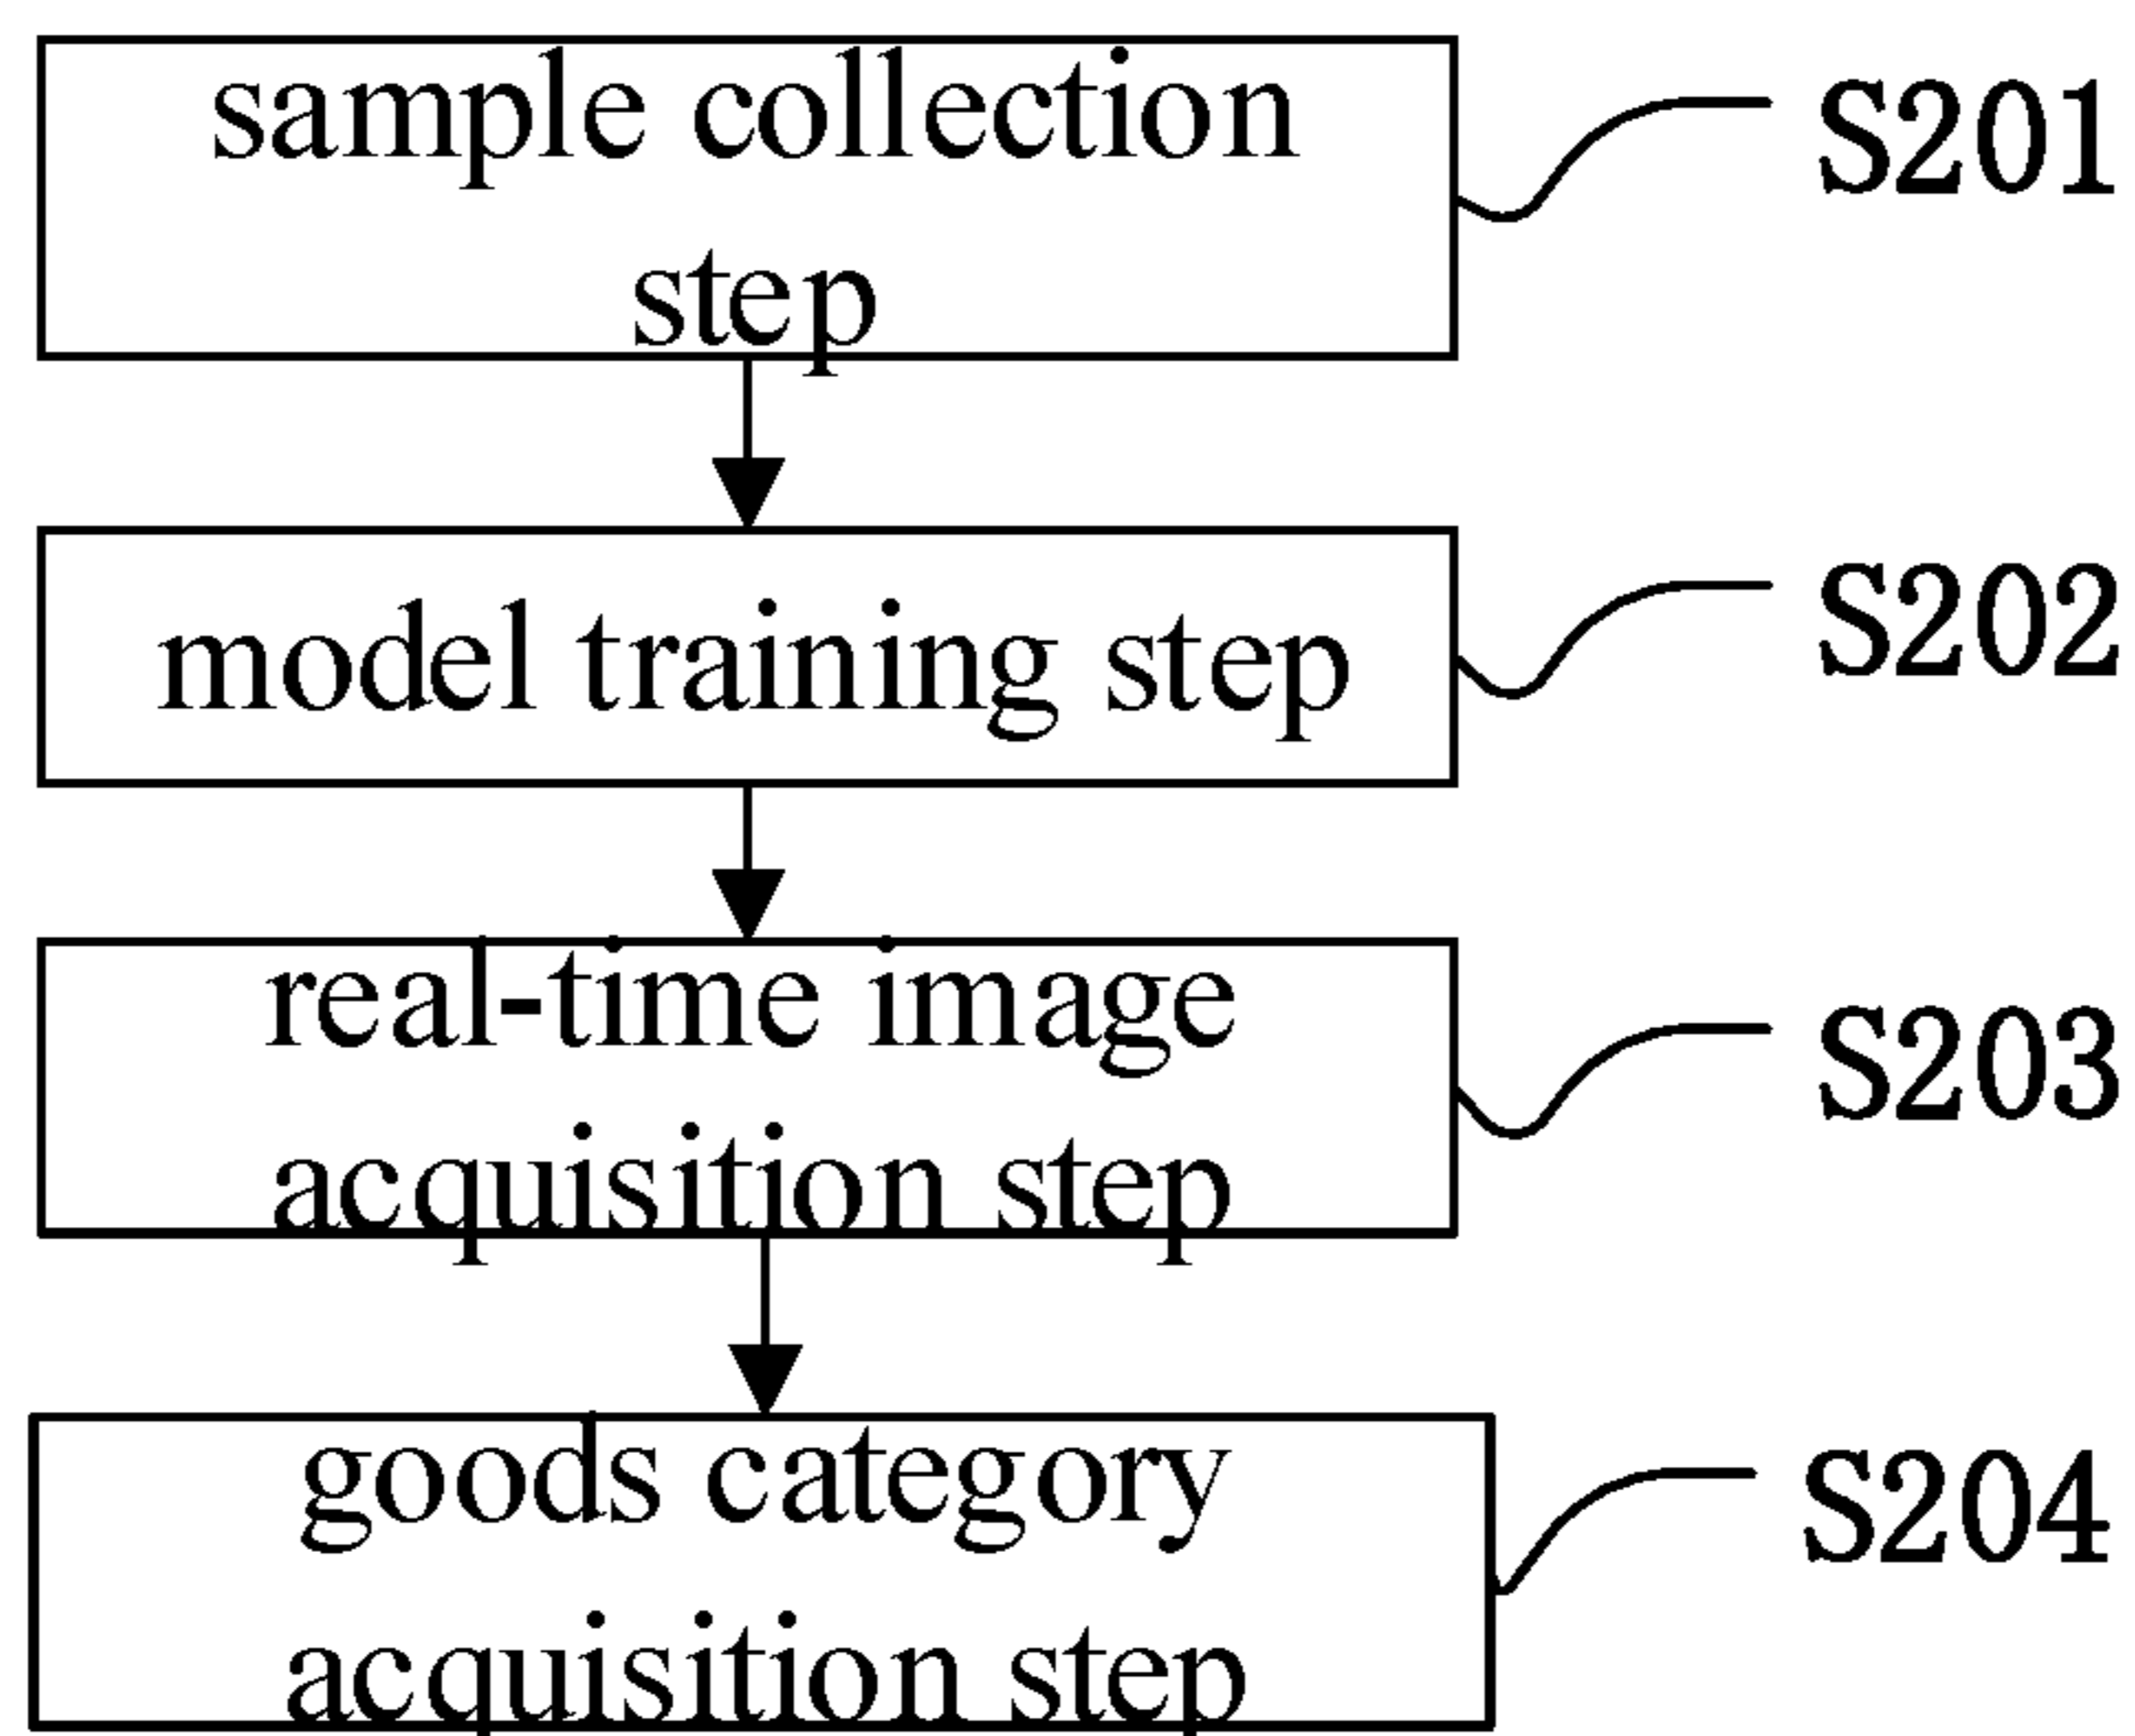 sample collection
step
S201
model training step
S202
real-time image
acquisition step
S203
goods category
acquisition step
S204